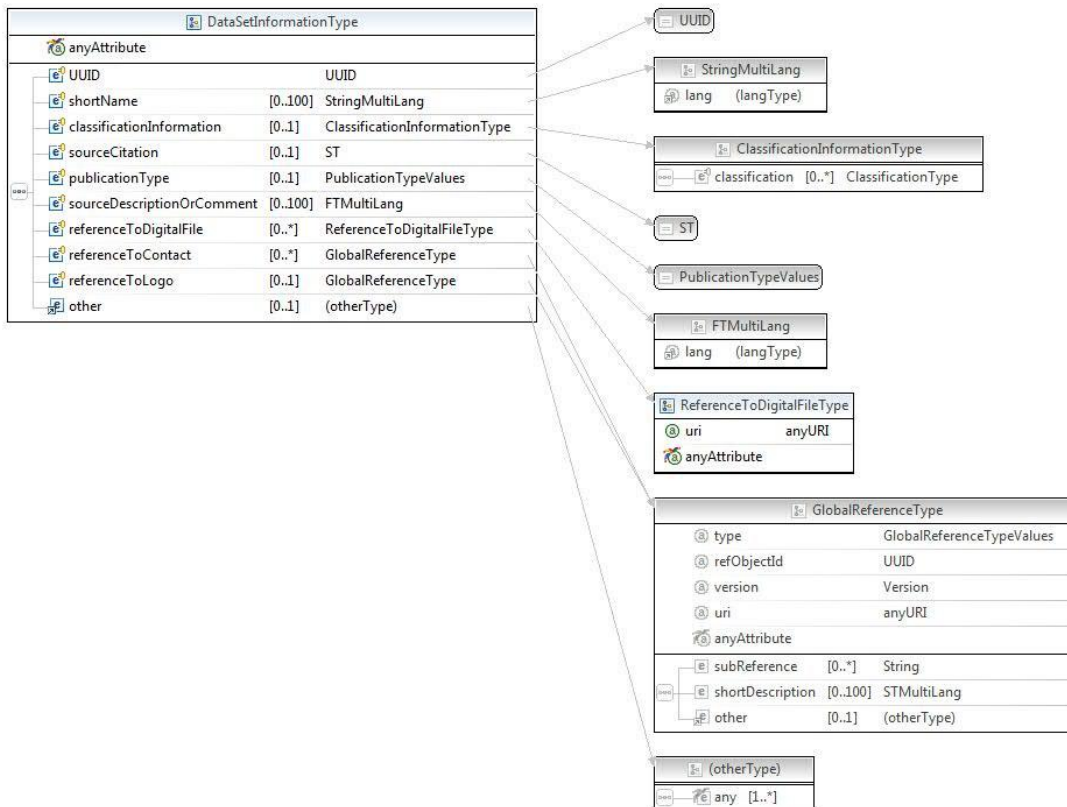 DataSetInformationType
anyAttribute
UUID UUID
shortName [0..100] StringMultiLang
classificationInformation [0..1] ClassificationInformationType
sourceCitation [0..1] ST
publicationType [0..1] PublicationTypeValues
sourceDescriptionOrComment [0..100] FTMultiLang
referenceToDigitalFile [0..*] ReferenceToDigitalFileType
referenceToContact [0..*] GlobalReferenceType
referenceToLogo [0..1] GlobalReferenceType
other [0..1] (otherType)
UUID
StringMultiLang
lang (langType)
ClassificationInformationType
classification [0..*] ClassificationType
ST
PublicationTypeValues
FTMultiLang
lang (langType)
ReferenceToDigitalFileType
uri anyURI
anyAttribute
GlobalReferenceType
type GlobalReferenceTypeValues
refObjectId UUID
version Version
uri anyURI
anyAttribute
subReference [0..*] String
shortDescription [0..100] STMultiLang
other [0..1] (otherType)
(otherType)
any [1..*]